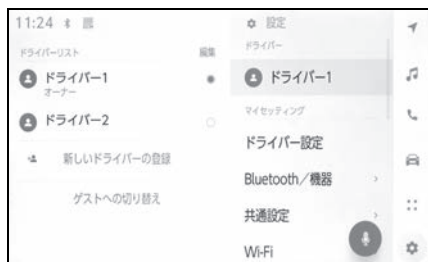 11:24
ドライバーリスト 編集
ドライバー1
オーナー
ドライバー2
新しいドライバーの登録
ゲストへの切り替え
設定
ドライバー
ドライバー1
マイセッティング
ドライバー設定
Bluetooth／機器
共通設定
Wi-Fi